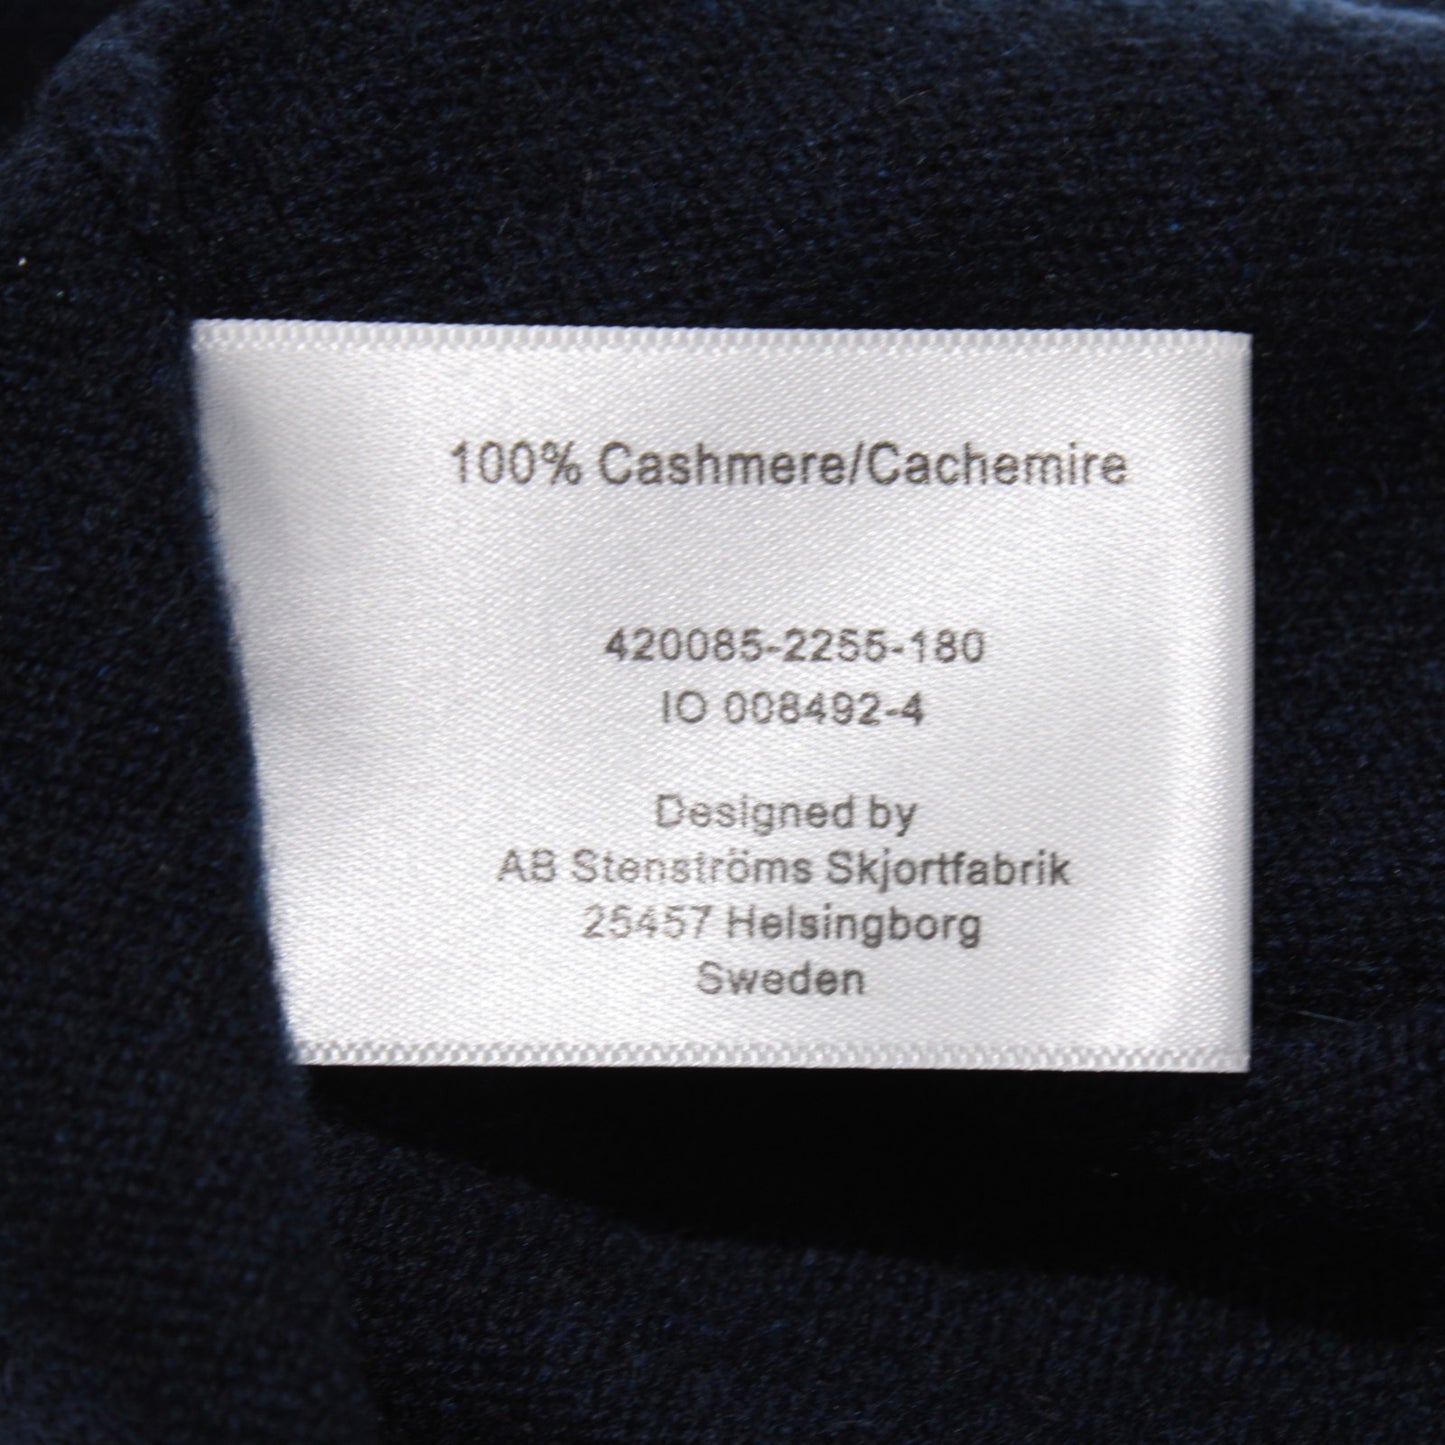 100% Cashmere/Cachemire
420085-2255-180
IO 008492-4
Designed by
AB Stenströms Skjortfabrik
25457 Helsingborg
Sweden